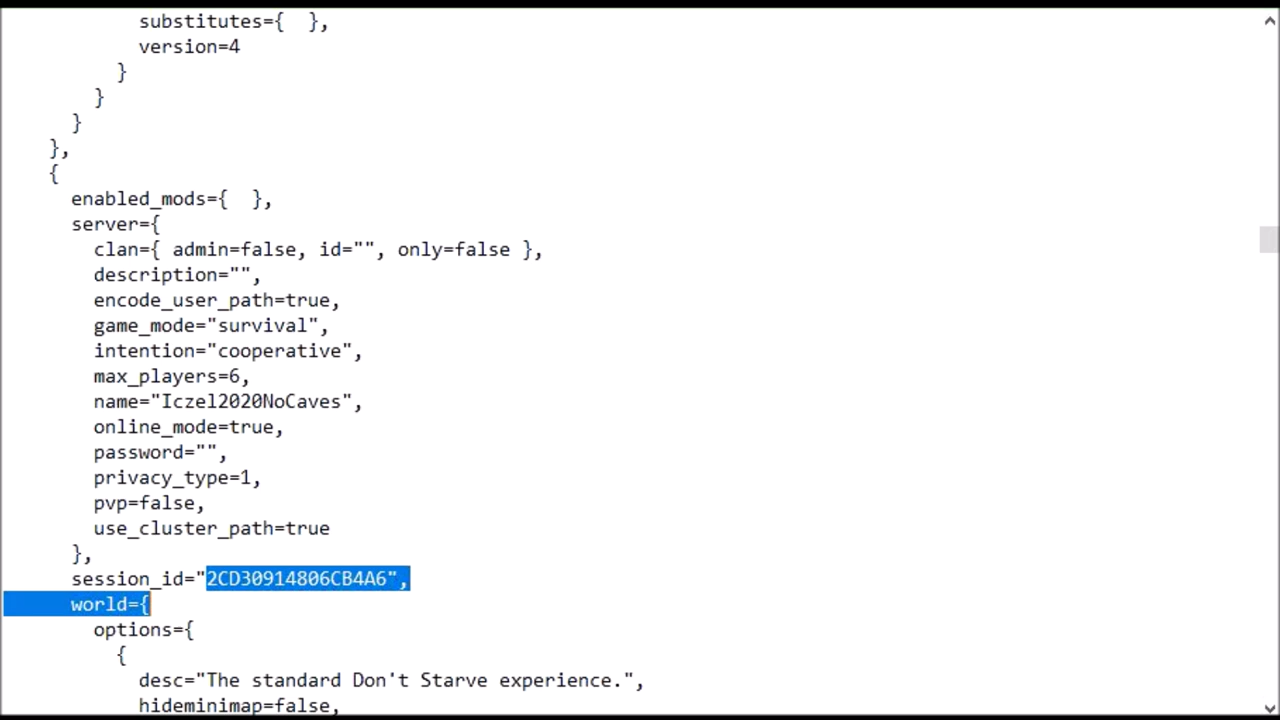 substitutes={  },
version=4
}
}
}
},
{
enabled_mods={  },
server={
clan={ admin=false, id="", only=false },
description="",
encode_user_path=true,
game_mode="survival",
intention="cooperative",
max_players=6,
name="Iczel2020NoCaves",
online_mode=true,
password="",
privacy_type=1,
pvp=false,
use_cluster_path=true
},
session_id="2CD30914806CB4A6",
world={
options={
{
desc="The standard Don't Starve experience.",
hideminimap=false,